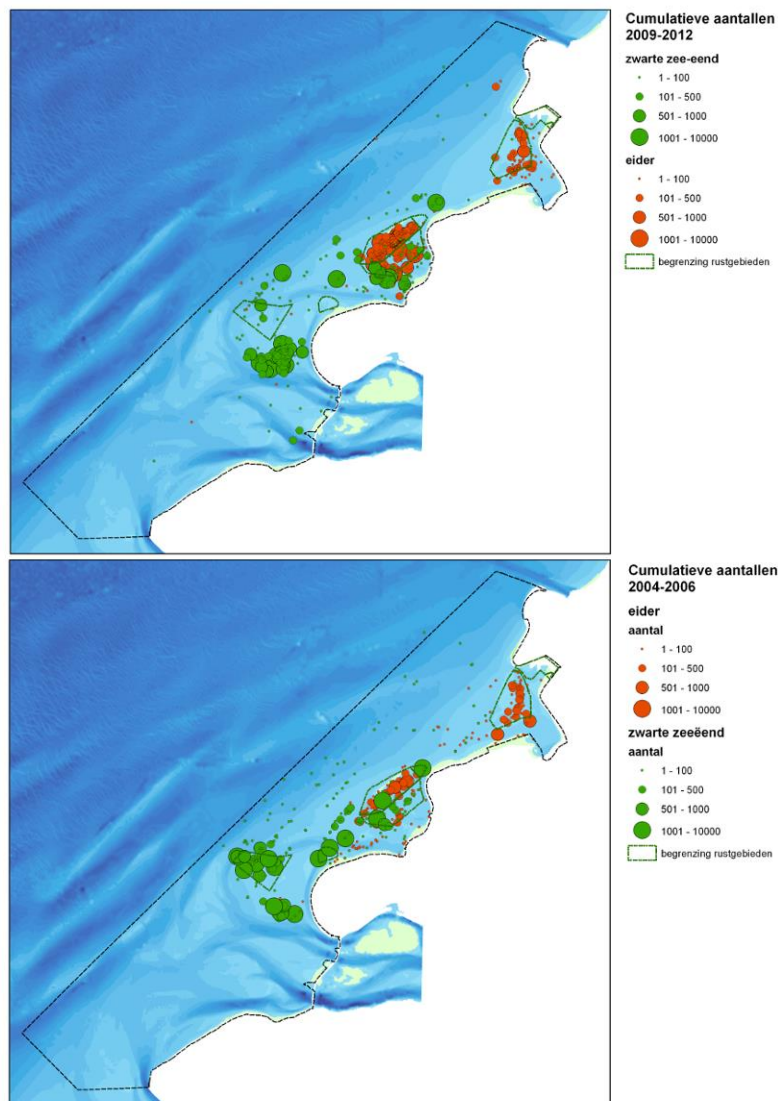 Cumulatieve aantallen
2009-2012
zwarte zee-eend
1 - 100
101 - 500
501 - 1000
1001 - 10000
eider
1 - 100
101 - 500
501 - 1000
1001 - 10000
begrenzing rustgebieden
Cumulatieve aantallen
2004-2006
eider
aantal
1 - 100
101 - 500
501 - 1000
1001 - 10000
zwarte zeeëend
aantal
1 - 100
101 - 500
501 - 1000
1001 - 10000
begrenzing rustgebieden